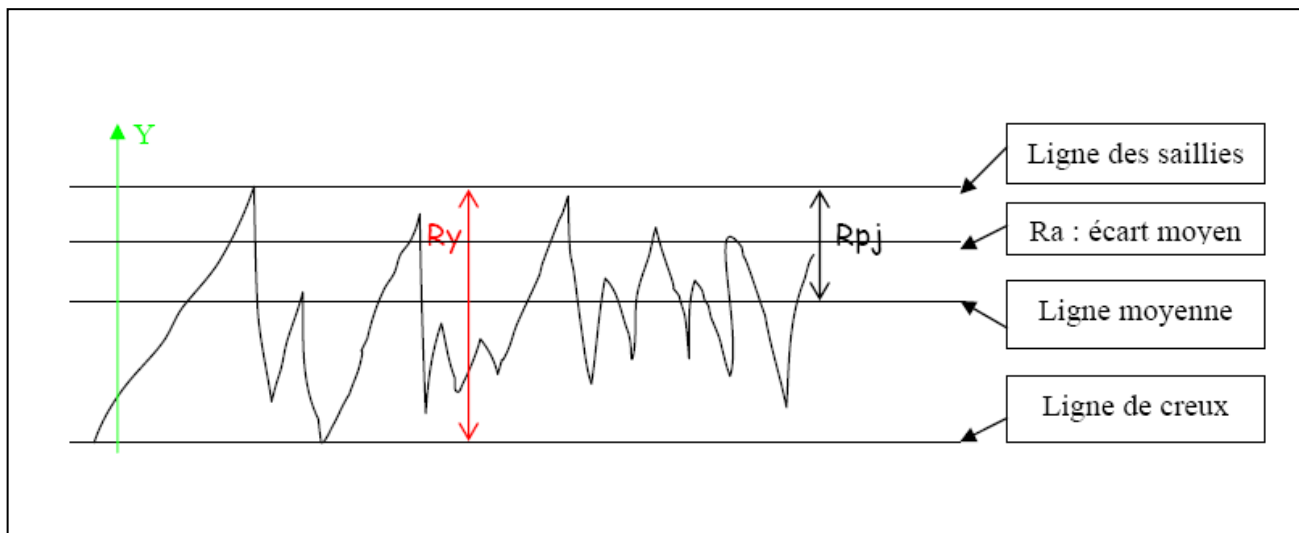 Y
Ligne des saillies
Ry
Rpj
Ra : écart moyen
Ligne moyenne
Ligne de creux